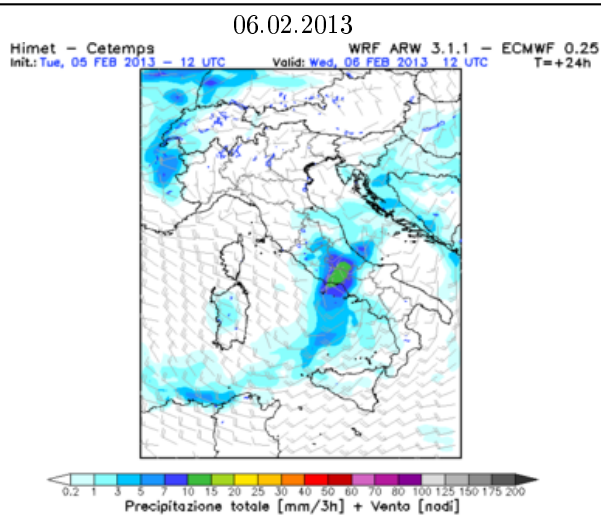 06.02.2013
Himet - Cetemps WRF ARW 3.1.1 - ECMWF 0.25
Init.: Tue, 05 FEB 2013 - 12 UTC Valid: Wed, 06 FEB 2013 12 UTC T=+24h
0.2 1 3 5 7 10 15 20 25 30 40 50 60 70 80 100 125 150 175 200
Precipitazione totale [mm/3h] + Vento [nodi]